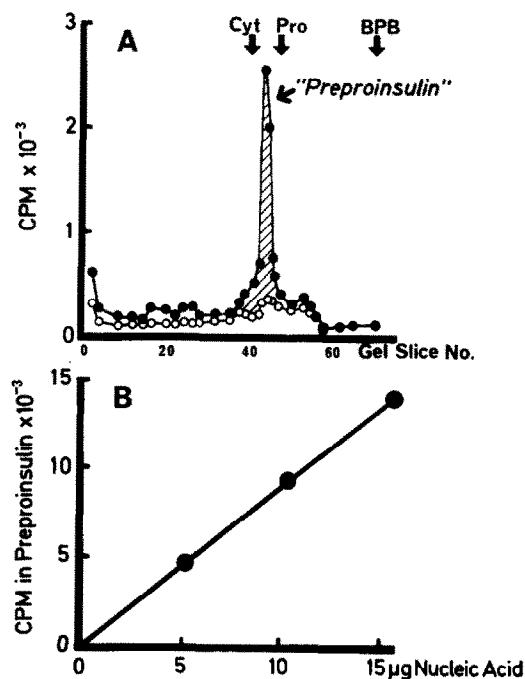 A
Cyt Pro BPB
"Preproinsulin"
CPM x 10⁻³
3
2
1
0
0 20 40 60 Gel Slice No.
B
CPM in Preproinsulin x10⁻³
15
10
5
0
0 5 10 15 µg Nucleic Acid